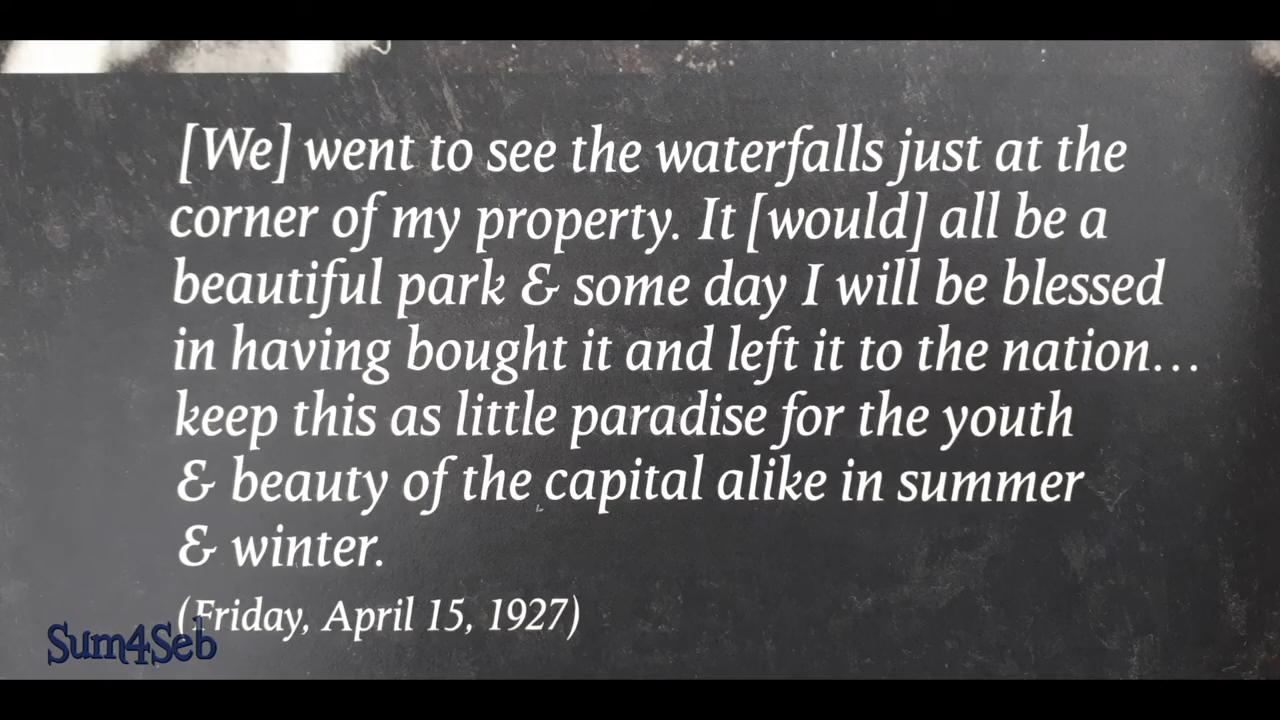 [We] went to see the waterfalls just at the
corner of my property. It [would] all be a
beautiful park & some day I will be blessed
in having bought it and left it to the nation...
keep this as little paradise for the youth
& beauty of the capital alike in summer
& winter.
(Friday, April 15, 1927)
Sum4Seb